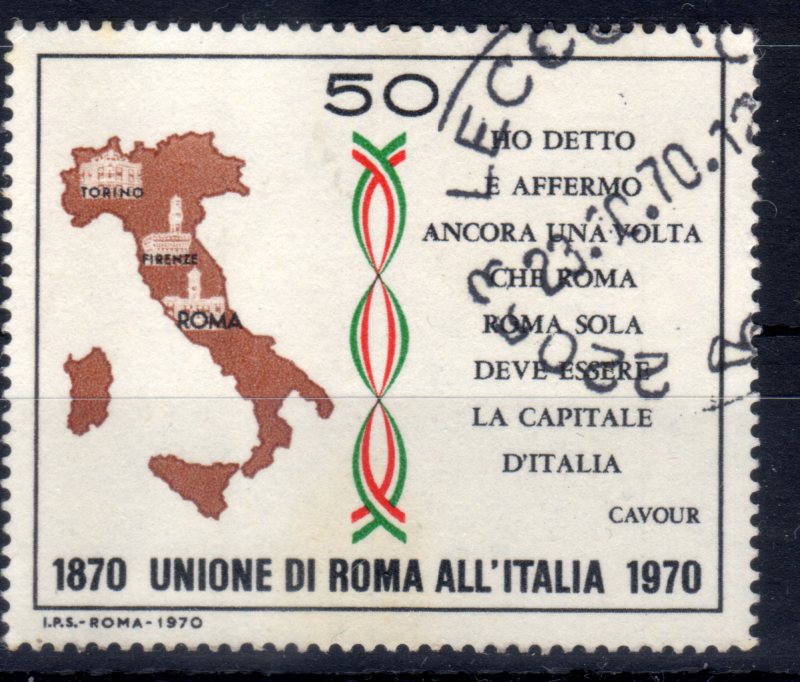 50
HO DETTO
E AFFERMO
ANCORA UNA VOLTA
CHE ROMA
ROMA SOLA
DEVE ESSERE
LA CAPITALE
D'ITALIA
CAVOUR
TORINO
FIRENZE
ROMA
1870 UNIONE DI ROMA ALL'ITALIA 1970
I.P.S.-ROMA-1970
LECCO